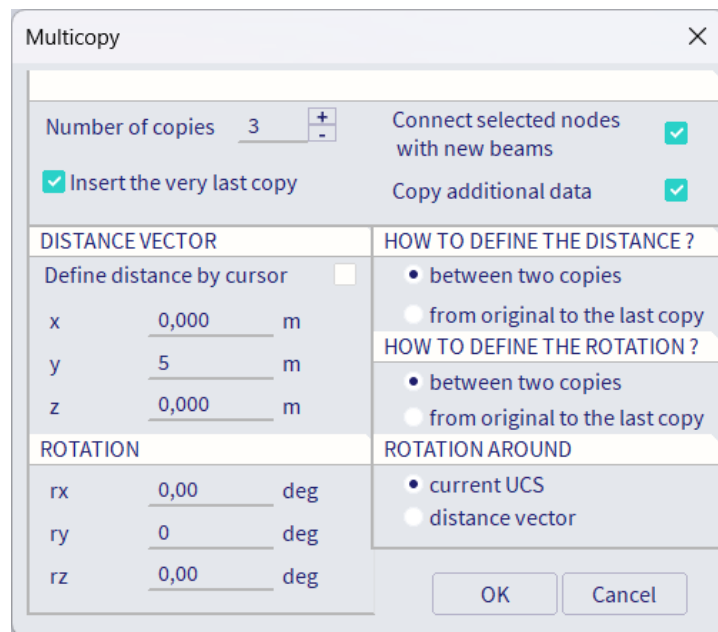 Multicopy
Number of copies 3 + -
Connect selected nodes
with new beams
Insert the very last copy
Copy additional data
DISTANCE VECTOR
Define distance by cursor
x 0,000 m
y 5 m
z 0,000 m
ROTATION
rx 0,00 deg
ry 0 deg
rz 0,00 deg
HOW TO DEFINE THE DISTANCE ?
between two copies
from original to the last copy
HOW TO DEFINE THE ROTATION ?
between two copies
from original to the last copy
ROTATION AROUND
current UCS
distance vector
OK Cancel